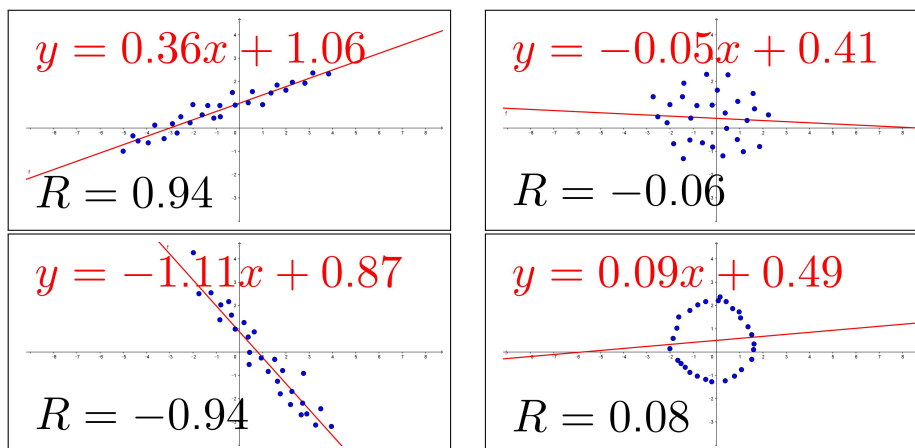 y = 0.36x + 1.06
R = 0.94
y = −0.05x + 0.41
R = −0.06
y = −1.11x + 0.87
R = −0.94
y = 0.09x + 0.49
R = 0.08